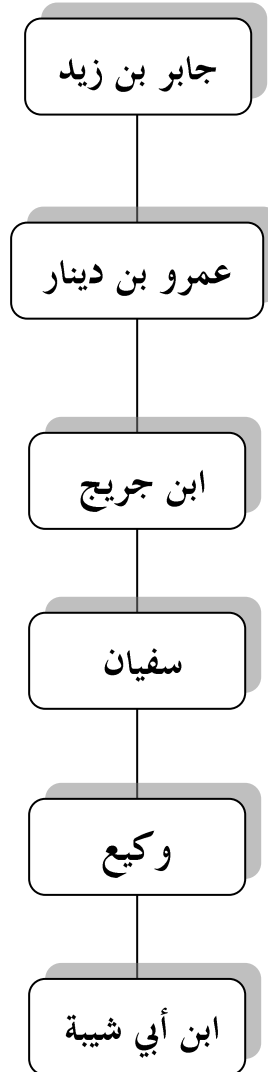 جابر بن زيد
عمرو بن دينار
ابن جريج
سفيان
وكيع
ابن أبي شيبة